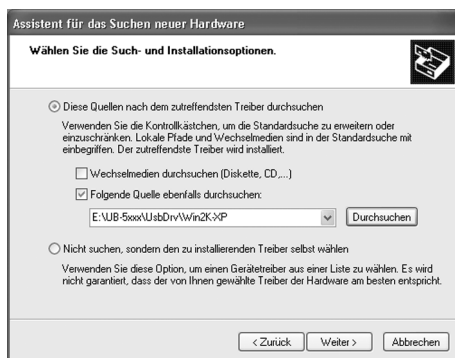 Assistent für das Suchen neuer Hardware
Wählen Sie die Such- und Installationsoptionen.
Diese Quellen nach dem zutreffendsten Treiber durchsuchen
Verwenden Sie die Kontrollkästchen, um die Standardsuche zu erweitern oder
einzuschränken. Lokale Pfade und Wechselmedien sind in der Standardsuche mit
einbegriffen. Der zutreffendste Treiber wird installiert.
Wechselmedien durchsuchen (Diskette, CD,...)
Folgende Quelle ebenfalls durchsuchen:
E:\UB-5xxx\UsbDrv\Win2K-XP
Durchsuchen
Nicht suchen, sondern den zu installierenden Treiber selbst wählen
Verwenden Sie diese Option, um einen Gerätetreiber aus einer Liste zu wählen. Es wird
nicht garantiert, dass der von Ihnen gewählte Treiber der Hardware am besten entspricht.
< Zurück
Weiter >
Abbrechen